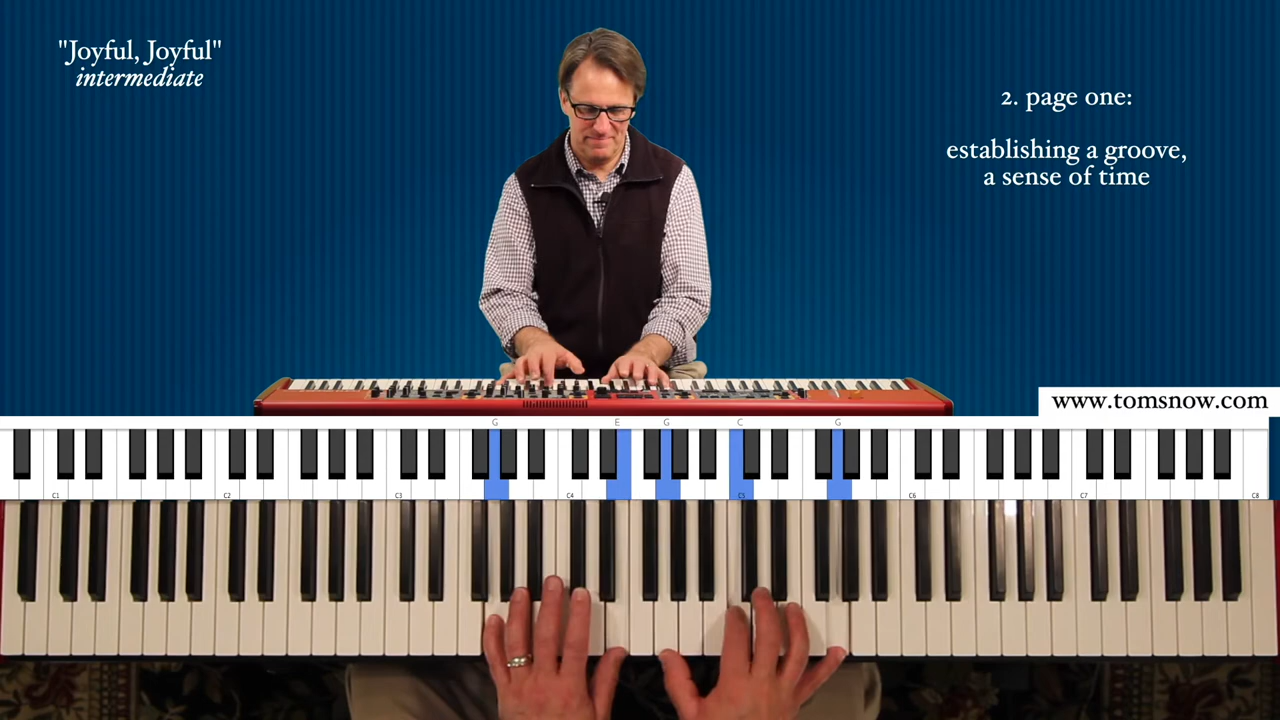 "Joyful, Joyful"
intermediate
2. page one:
establishing a groove,
a sense of time
www.tomsnow.com
G E G C G
C1 C2 C3 C4 C5 C6 C7 C8